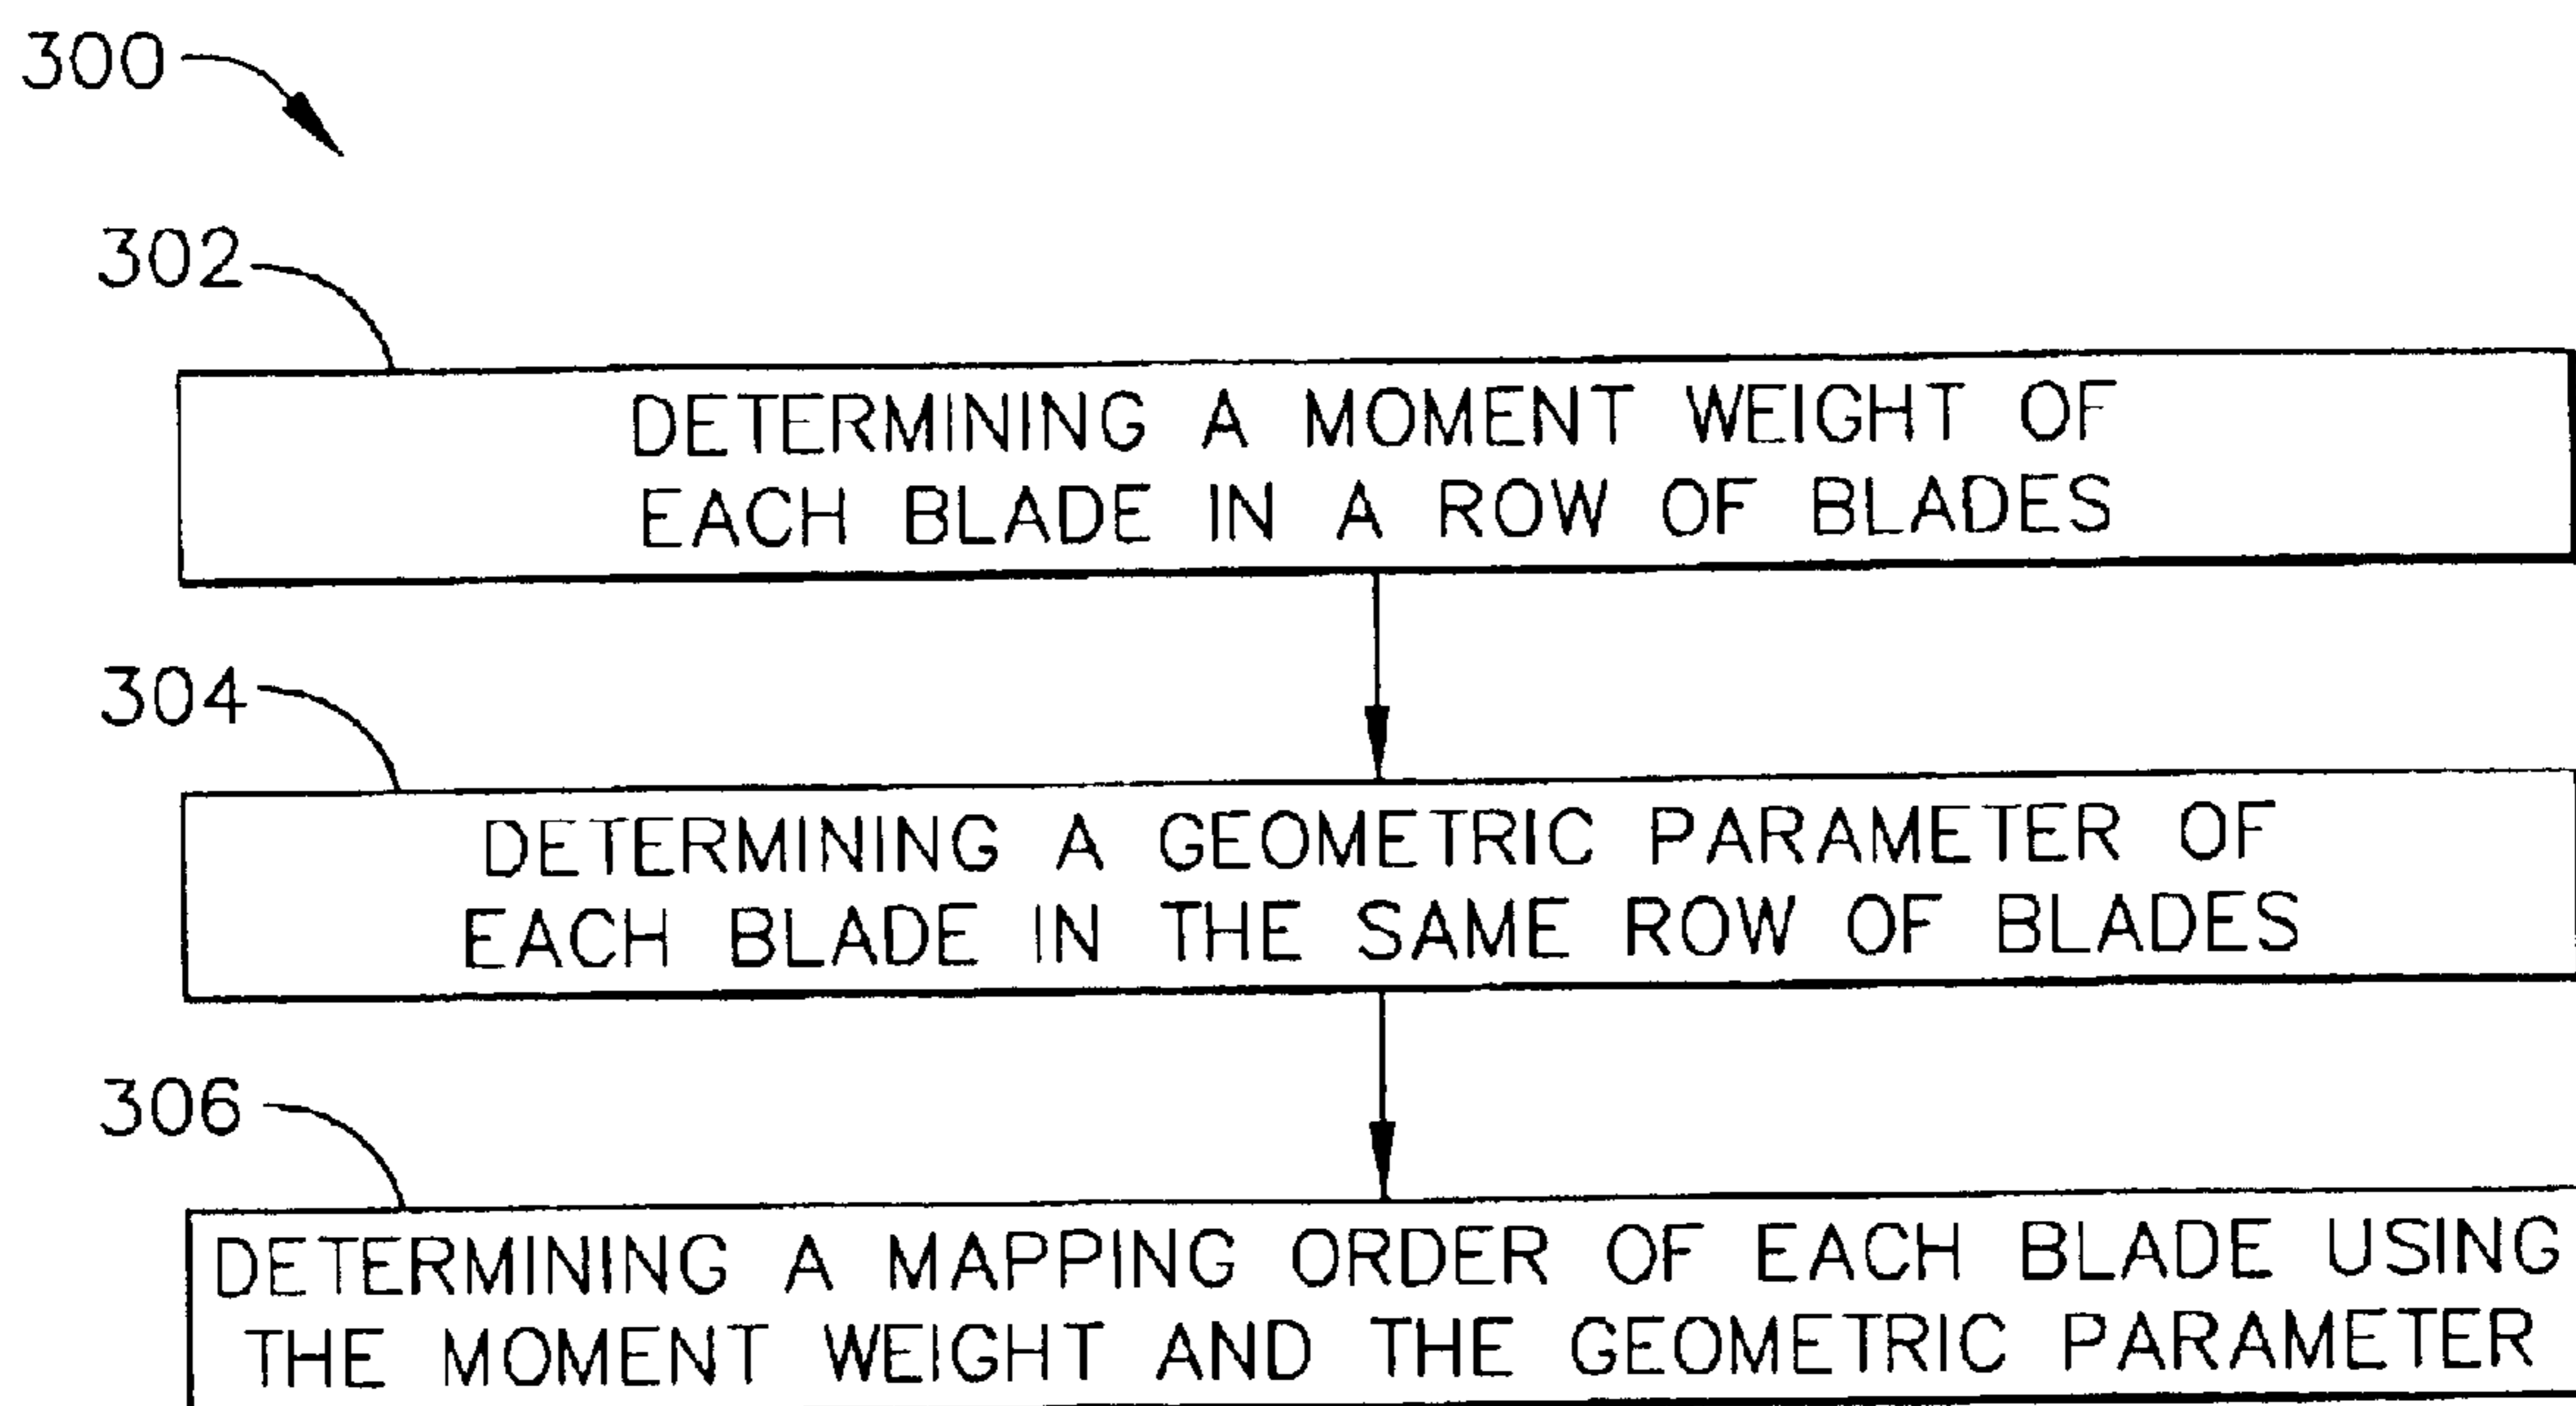 300
302
DETERMINING A MOMENT WEIGHT OF
EACH BLADE IN A ROW OF BLADES
304
DETERMINING A GEOMETRIC PARAMETER OF
EACH BLADE IN THE SAME ROW OF BLADES
306
DETERMINING A MAPPING ORDER OF EACH BLADE USING
THE MOMENT WEIGHT AND THE GEOMETRIC PARAMETER